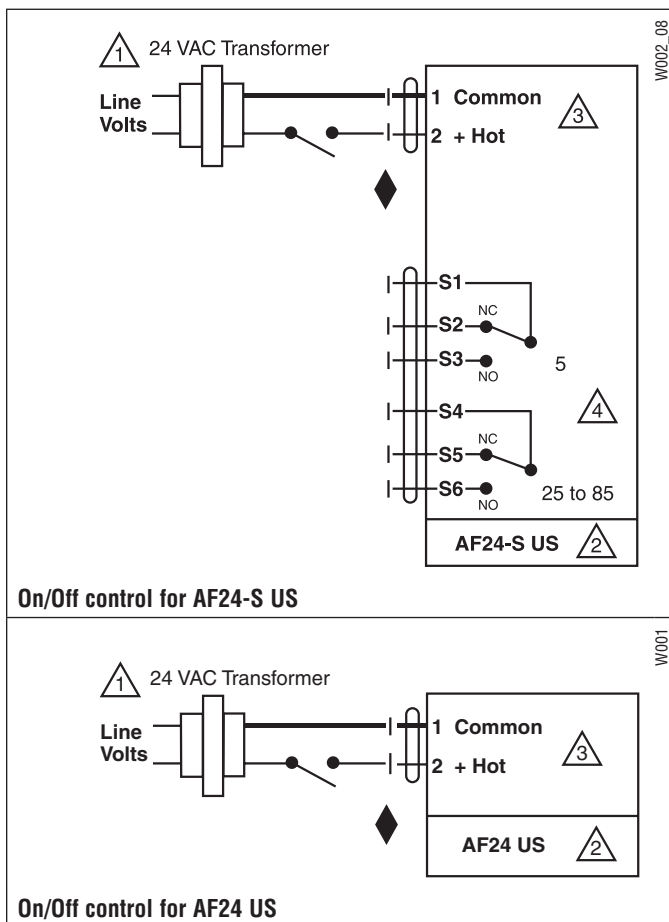 W002_08
1 24 VAC Transformer
Line
Volts
1 Common
2 + Hot
3
S1
NC
S2
S3
NO
5
S4
4
NC
S5
S6
NO
25 to 85
AF24-S US 2
On/Off control for AF24-S US
W001
1 24 VAC Transformer
Line
Volts
1 Common
2 + Hot
3
AF24 US 2
On/Off control for AF24 US